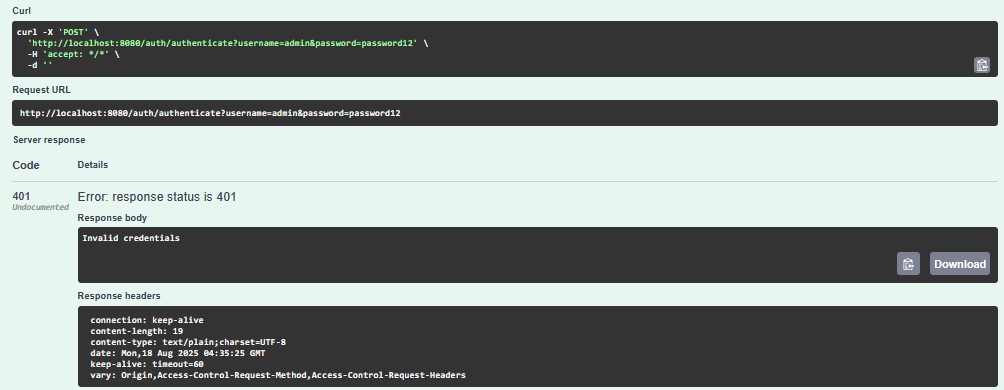 Curl
curl -X 'POST' \
'http://localhost:8080/auth/authenticate?username=admin&password=password12' \
-H 'accept: */*' \
-d ''
Request URL
http://localhost:8080/auth/authenticate?username=admin&password=password12
Server response
Code Details
401 Error: response status is 401
Undocumented
Response body
Invalid credentials
Download
Response headers
connection: keep-alive
content-length: 19
content-type: text/plain;charset=UTF-8
date: Mon,18 Aug 2025 04:35:25 GMT
keep-alive: timeout=60
vary: Origin,Access-Control-Request-Method,Access-Control-Request-Headers